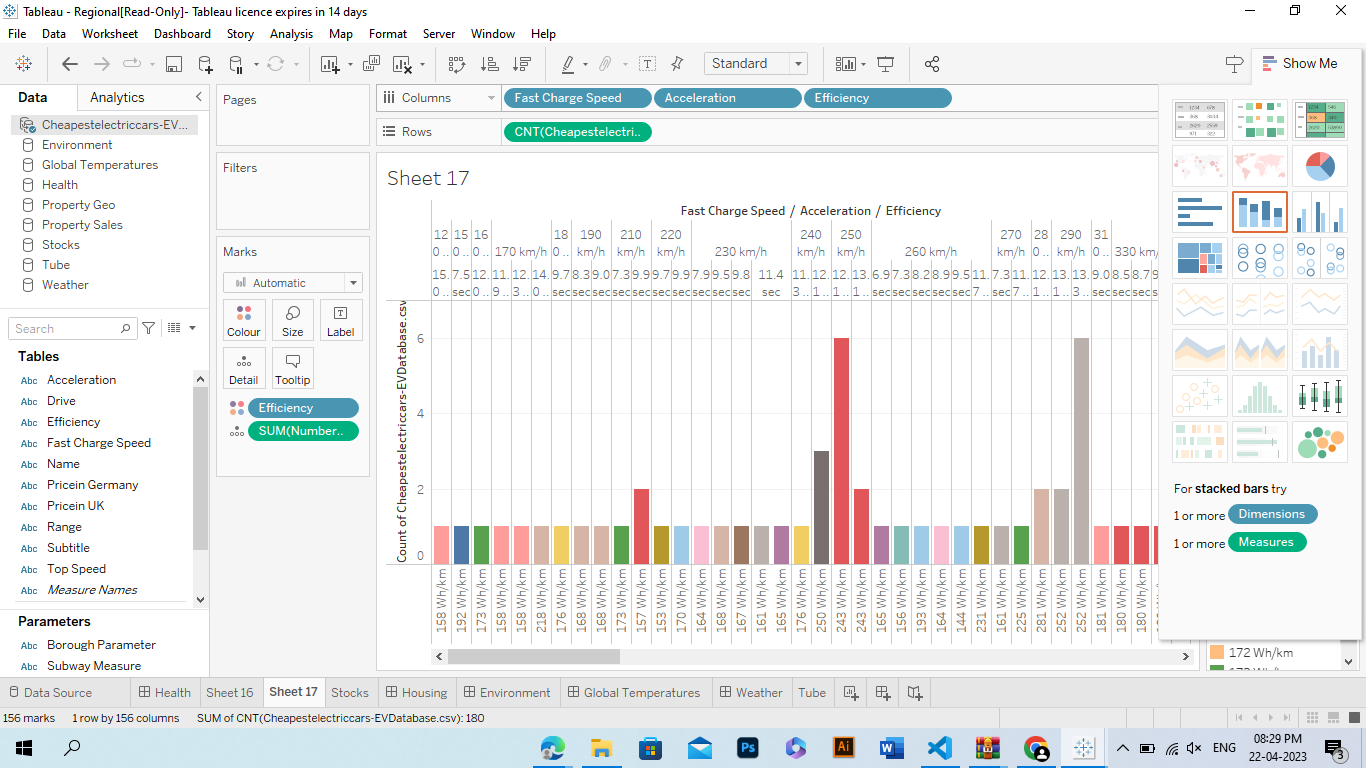 Tableau - Regional[Read-Only]- Tableau licence expires in 14 days
File Data Worksheet Dashboard Story Analysis Map Format Server Window Help
Standard
Show Me
Data Analytics
Cheapestelectriccars-EV...
Environment
Global Temperatures
Health
Property Geo
Property Sales
Stocks
Tube
Weather
Search
Tables
Abc Acceleration
Abc Drive
Abc Efficiency
Abc Fast Charge Speed
Abc Name
Abc Pricein Germany
Abc Pricein UK
Abc Range
Abc Subtitle
Abc Top Speed
Abc Measure Names
Parameters
Abc Borough Parameter
Abc Subway Measure
Pages
Filters
Marks
Automatic
Colour Size Label
Detail Tooltip
Efficiency
SUM(Number..
Columns Fast Charge Speed Acceleration Efficiency
Rows CNT(Cheapestelectri..
Sheet 17
Fast Charge Speed / Acceleration / Efficiency
12 15 16 18 190 210 220 240 250 270 28 290 31
0 .. 0 .. 0 .. 170 km/h 0 .. km/h km/h km/h 230 km/h km/h km/h 260 km/h km/h 0 .. km/h 0 .. 330 km/h
15. 7.5 12. 11. 12. 14. 9.7 8.3 9.0 7.3 9.9 9.7 9.9 7.9 9.5 9.8 11.4 11. 12. 12. 13. 6.9 7.3 8.2 8.9 9.5 11. 7.3 11. 12. 13. 13. 9.0 8.5 8.7
0 .. sec 0 .. 9 .. 3 .. 0 .. sec sec sec sec sec sec sec sec sec sec sec 3 .. 1 .. 1 .. 1 .. sec sec sec sec sec 7 .. sec 7 .. 1 .. 1 .. 3 .. sec sec sec
Count of Cheapestelectriccars-EVDatabase.csv
6
4
2
0
158 Wh/km
192 Wh/km
173 Wh/km
158 Wh/km
158 Wh/km
218 Wh/km
176 Wh/km
168 Wh/km
168 Wh/km
173 Wh/km
157 Wh/km
153 Wh/km
170 Wh/km
164 Wh/km
168 Wh/km
167 Wh/km
161 Wh/km
165 Wh/km
176 Wh/km
250 Wh/km
243 Wh/km
243 Wh/km
165 Wh/km
156 Wh/km
193 Wh/km
164 Wh/km
144 Wh/km
231 Wh/km
161 Wh/km
225 Wh/km
281 Wh/km
252 Wh/km
252 Wh/km
181 Wh/km
180 Wh/km
180 Wh/km
For stacked bars try
1 or more Dimensions
1 or more Measures
172 Wh/km
Data Source Health Sheet 16 Sheet 17 Stocks Housing Environment Global Temperatures Weather Tube
156 marks 1 row by 156 columns SUM of CNT(Cheapestelectriccars-EVDatabase.csv): 180
ENG
08:29 PM
22-04-2023
3